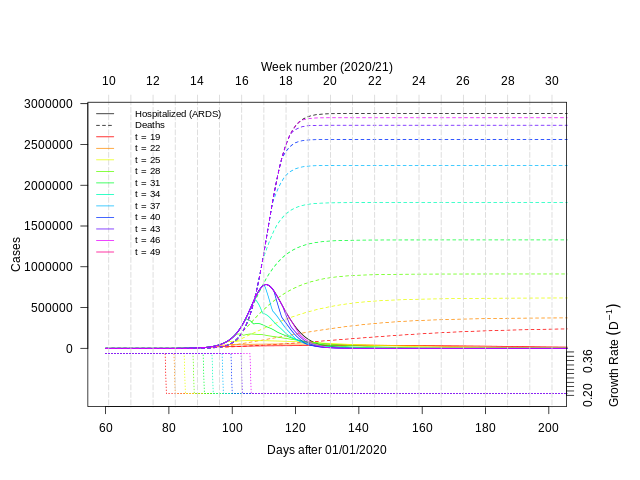 Week number (2020/21)
10 12 14 16 18 20 22 24 26 28 30
3000000
2500000
2000000
1500000
1000000
500000
0
Cases
Hospitalized (ARDS)
Deaths
t = 19
t = 22
t = 25
t = 28
t = 31
t = 34
t = 37
t = 40
t = 43
t = 46
t = 49
0.36
0.20
Growth Rate (D⁻¹)
60 80 100 120 140 160 180 200
Days after 01/01/2020